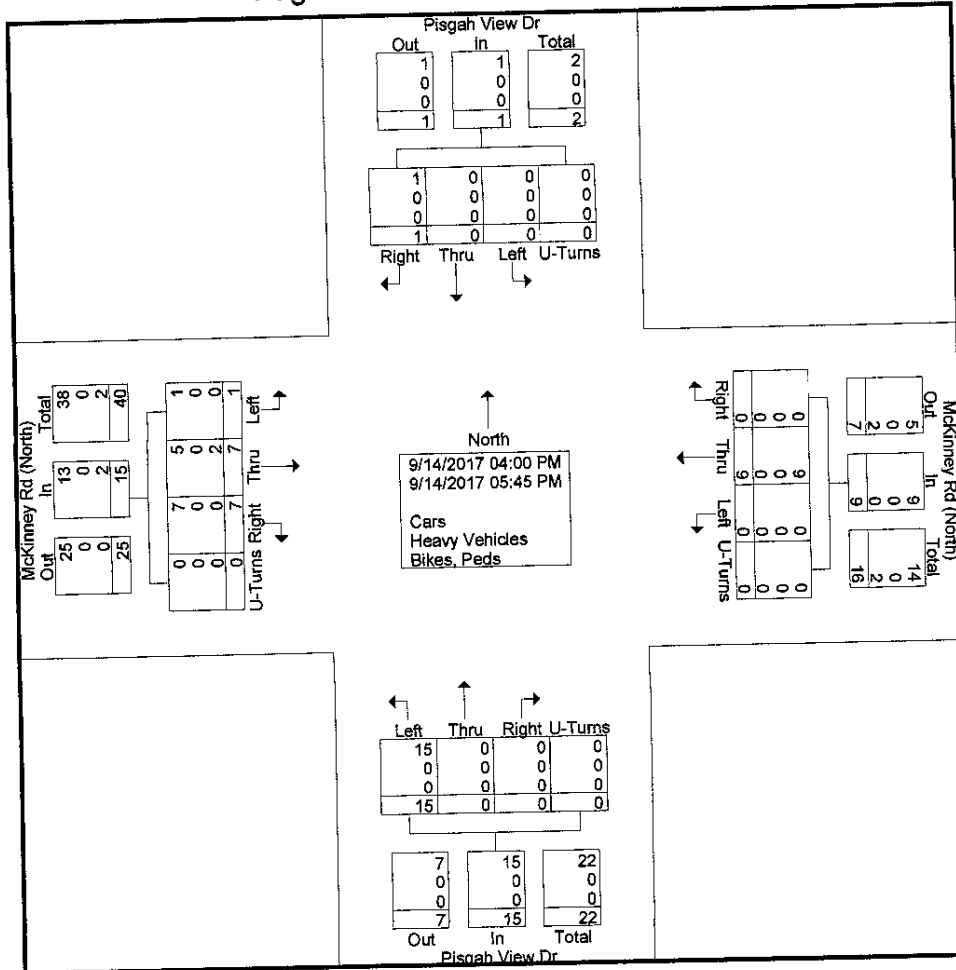 Pisgah View Dr
Out In Total
1 1 2
0 0 0
0 0 0
1 1 2
1 0 0 0
0 0 0 0
0 0 0 0
1 0 0 0
Right Thru Left U-Turns
McKinney Rd (North)
Total
38 0 2 40
In
13 0 2 15
Out
25 0 0 25
1 0 0 1
Left
5 0 2 7
Thru
7 0 0 7
Right
0 0 0 0
U-Turns
North
9/14/2017 04:00 PM
9/14/2017 05:45 PM
Cars
Heavy Vehicles
Bikes, Peds
Right
0 0 0 0
Thru
9 0 0 9
Left
0 0 0 0
U-Turns
0 0 0 0
Out
5 0 2 7
In
9 0 0 9
Total
14 0 2 16
McKinney Rd (North)
Left Thru Right U-Turns
15 0 0 0
0 0 0 0
0 0 0 0
15 0 0 0
7 15 22
0 0 0
0 0 0
7 15 22
Out In Total
Pisgah View Dr